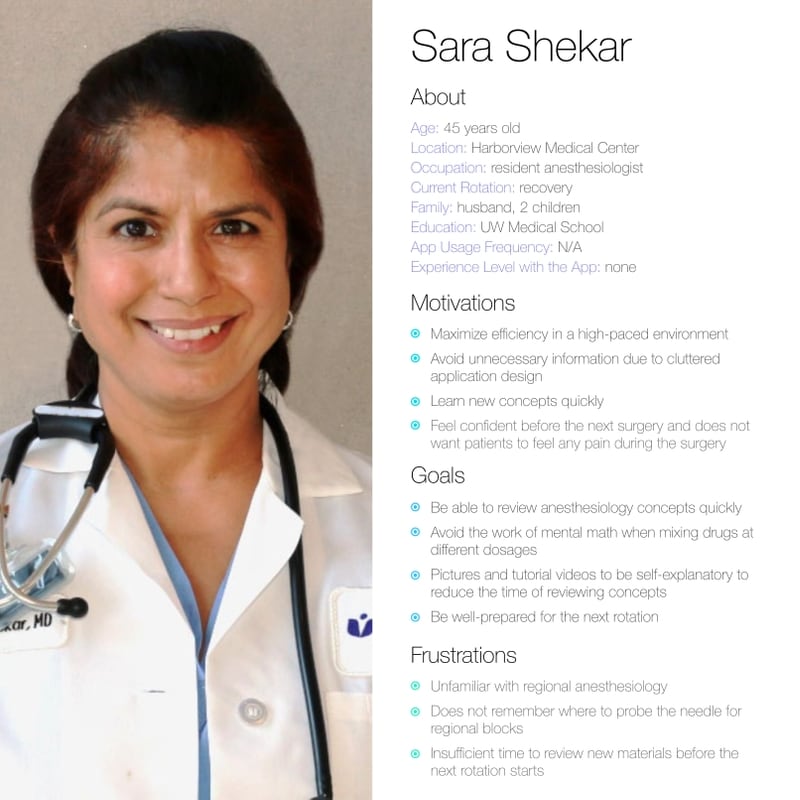 Sara Shekar
About
Age: 45 years old
Location: Harborview Medical Center
Occupation: resident anesthesiologist
Current Rotation: recovery
Family: husband, 2 children
Education: UW Medical School
App Usage Frequency: N/A
Experience Level with the App: none
Motivations
Maximize efficiency in a high-paced environment
Avoid unnecessary information due to cluttered
application design
Learn new concepts quickly
Feel confident before the next surgery and does not
want patients to feel any pain during the surgery
Goals
Be able to review anesthesiology concepts quickly
Avoid the work of mental math when mixing drugs at
different dosages
Pictures and tutorial videos to be self-explanatory to
reduce the time of reviewing concepts
Be well-prepared for the next rotation
Frustrations
Unfamiliar with regional anesthesiology
Does not remember where to probe the needle for
regional blocks
Insufficient time to review new materials before the
next rotation starts
kar, MD